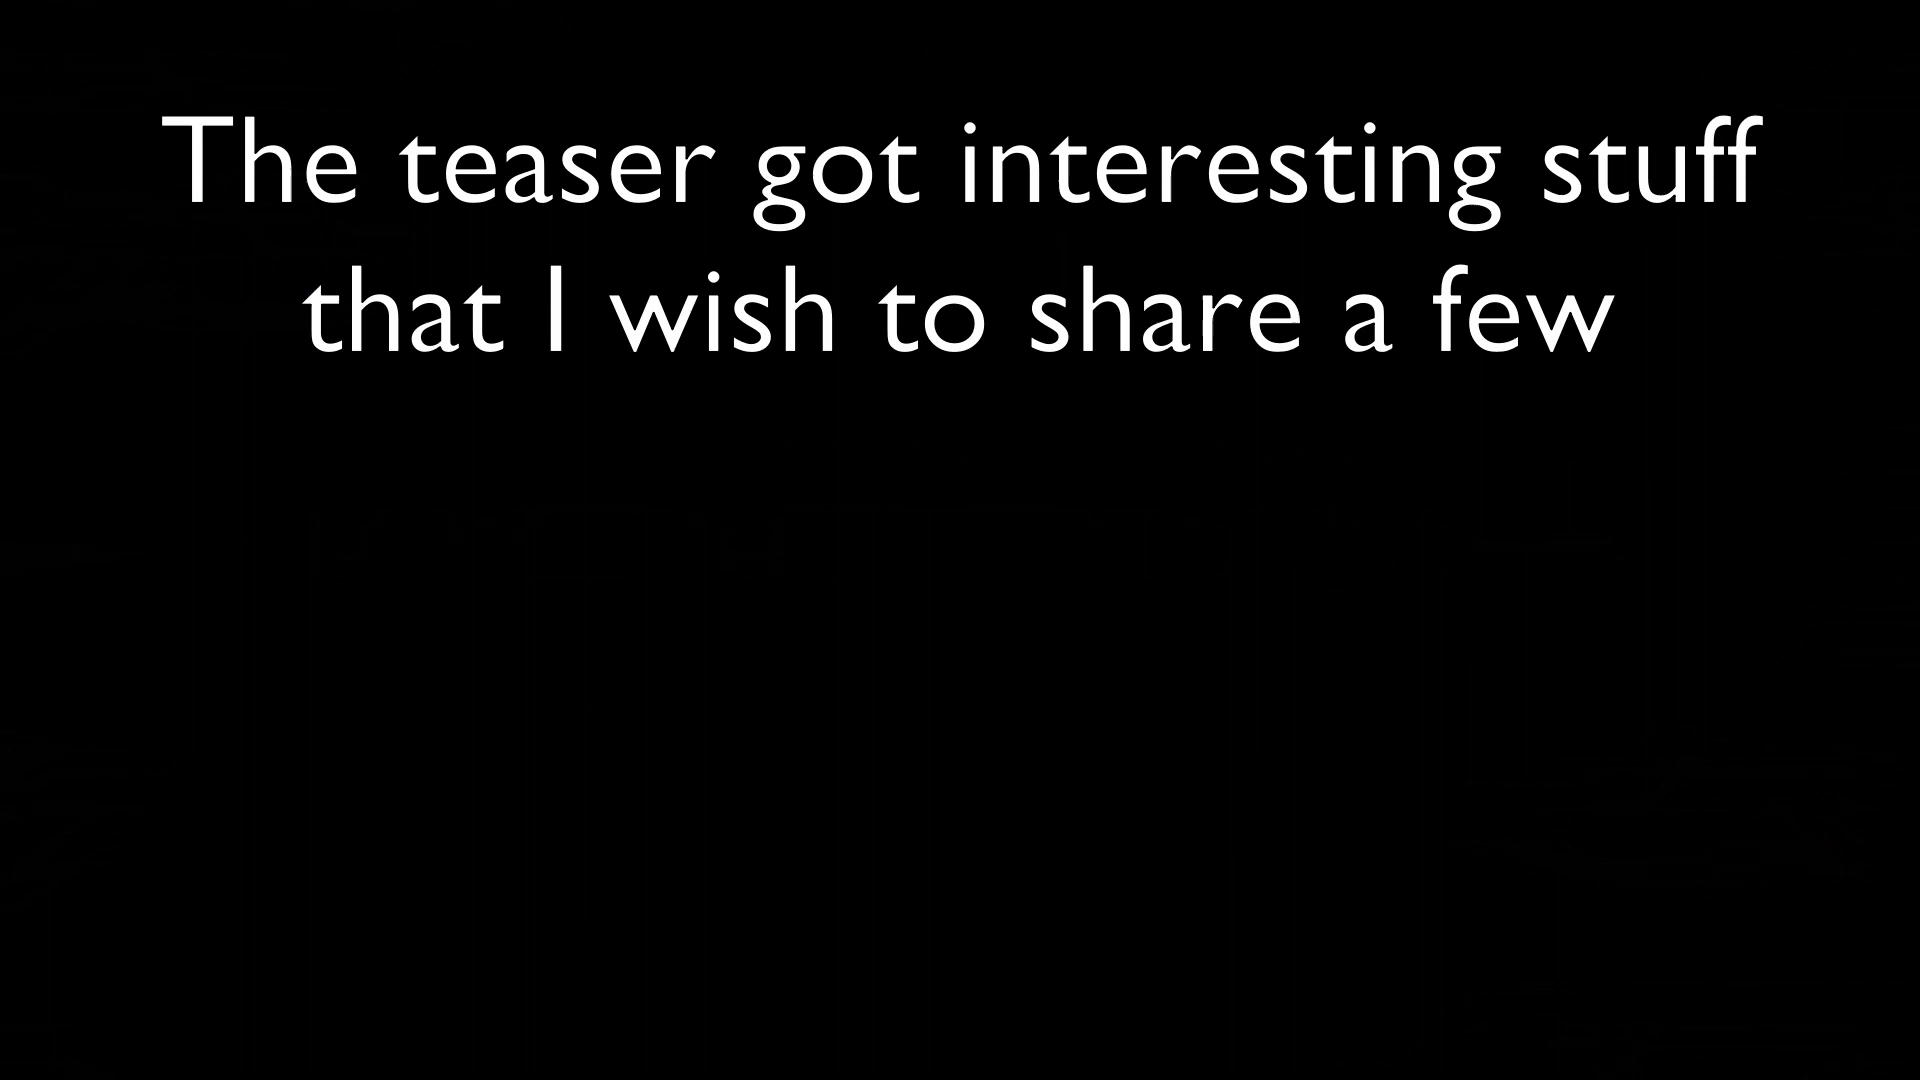 The teaser got interesting stuff
that I wish to share a few